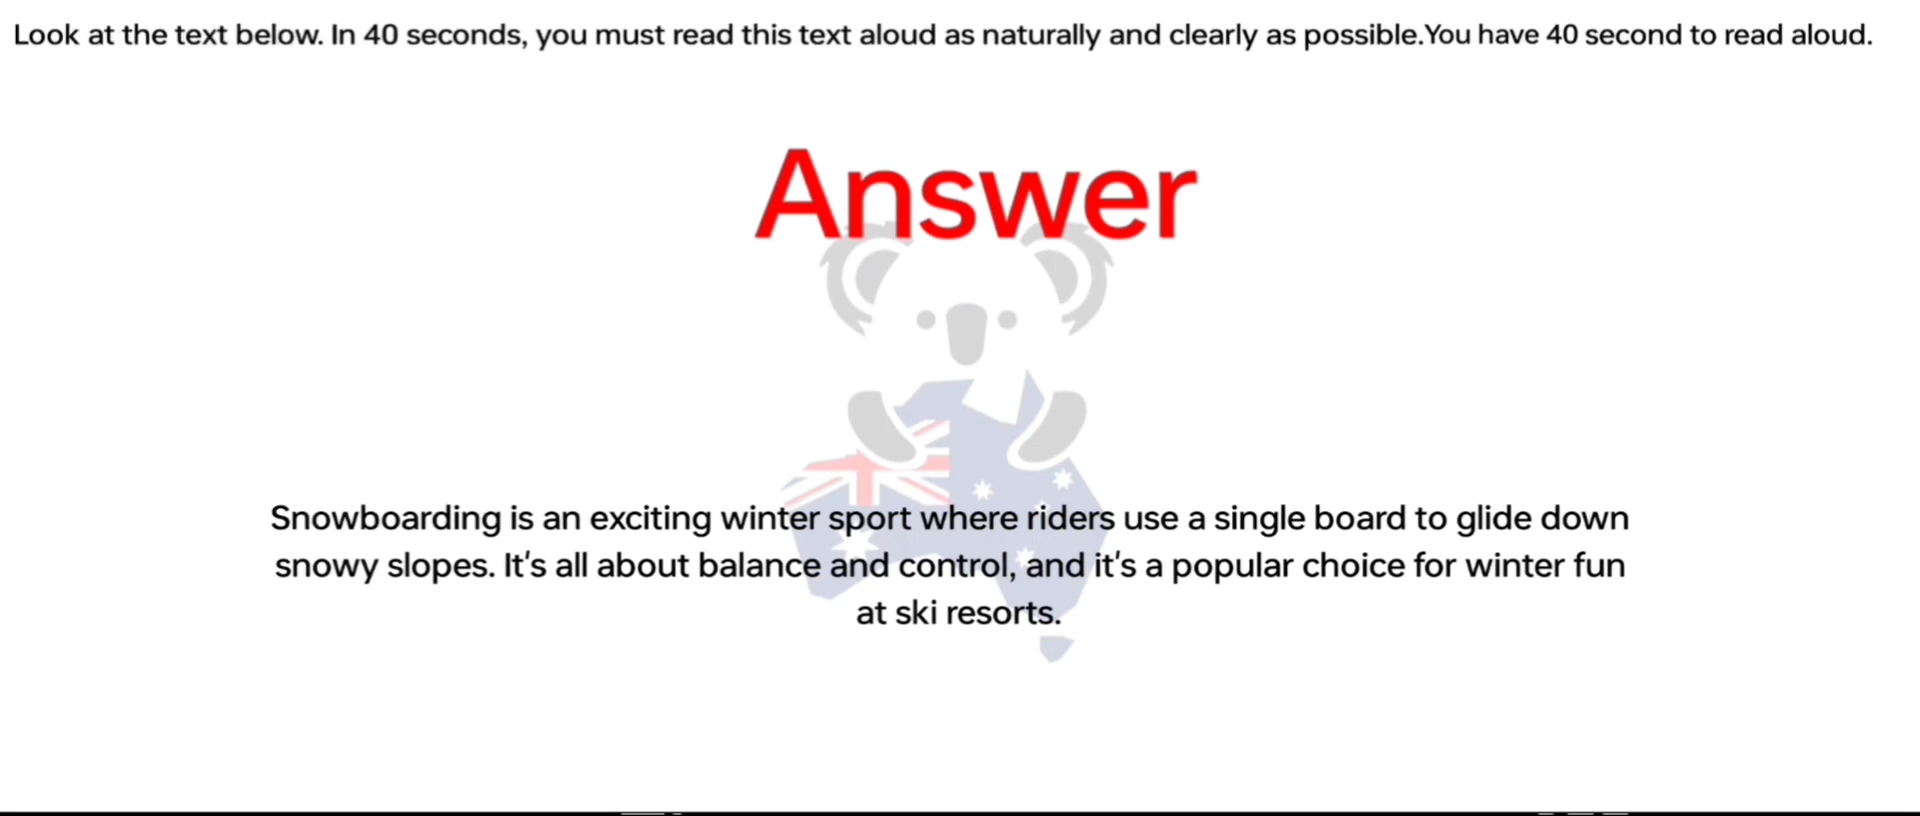 Look at the text below. In 40 seconds, you must read this text aloud as naturally and clearly as possible.You have 40 second to read aloud.
Answer
Snowboarding is an exciting winter sport where riders use a single board to glide down
snowy slopes. It's all about balance and control, and it's a popular choice for winter fun
at ski resorts.